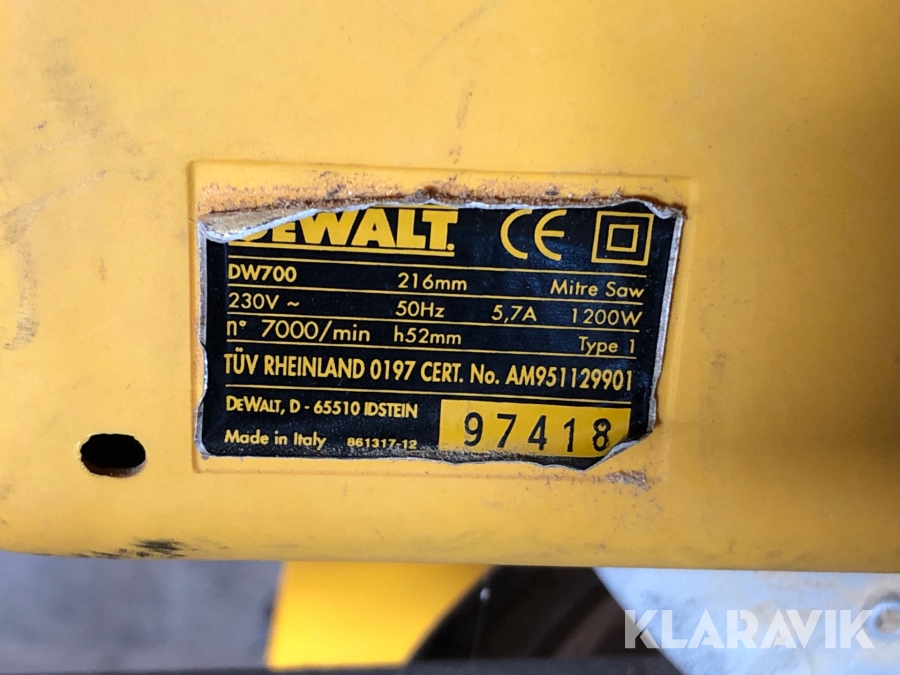 DEWALT. CE
DW700 216mm Mitre Saw
230V ~ 50Hz 5,7A 1200W
n° 7000/min h52mm Type 1
TÜV RHEINLAND 0197 CERT. No. AM951129901
DEWALT, D - 65510 IDSTEIN
97418
Made in Italy 861317-12
KLARAVIK